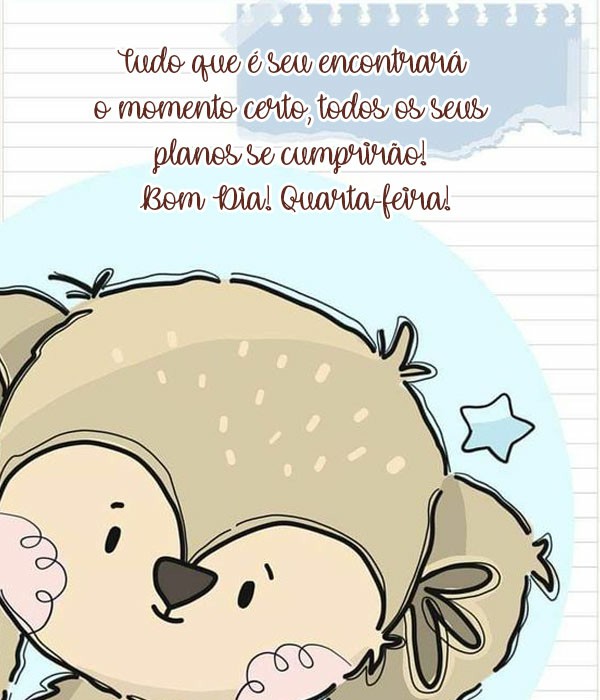 Tudo que é seu encontrará
o momento certo, todos os seus
planos se cumprirão!
Bom Dia! Quarta-feira!